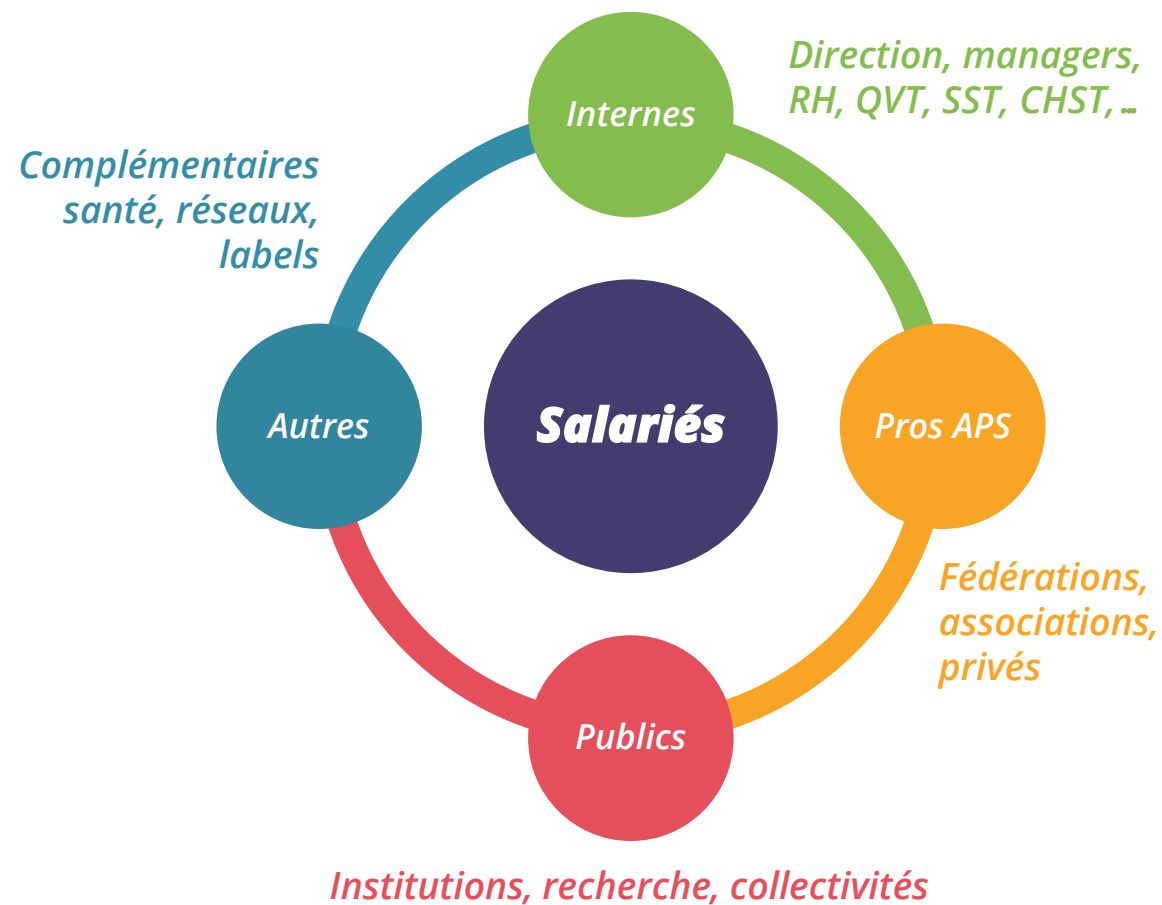 Internes
Direction, managers,
RH, QVT, SST, CHST, ...
Complémentaires
santé, réseaux,
labels
Autres
Salariés
Pros APS
Fédérations,
associations,
privés
Publics
Institutions, recherche, collectivités